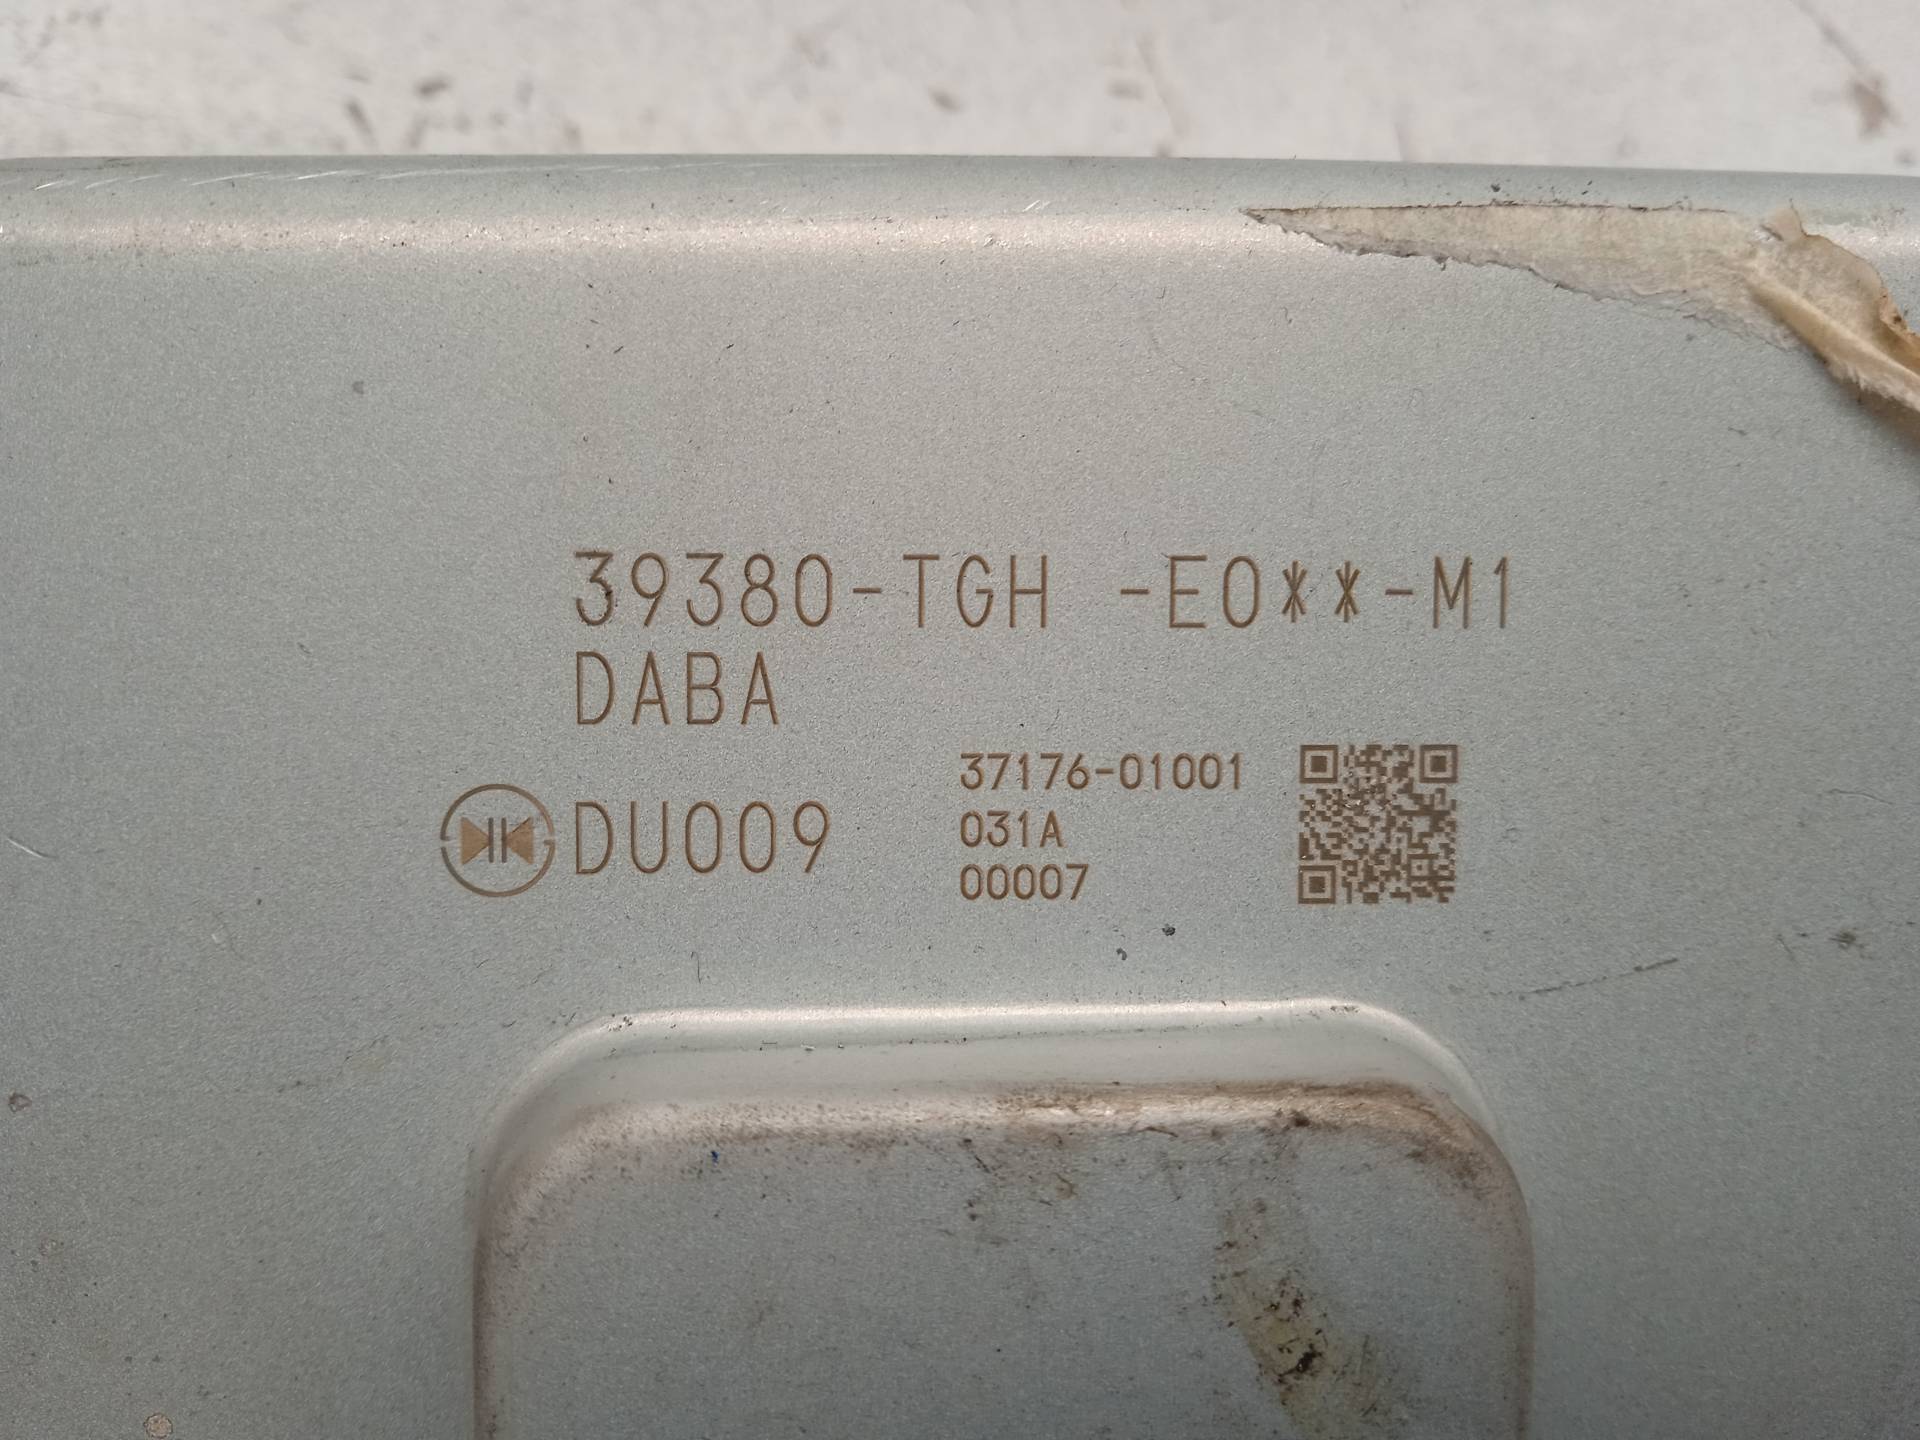 39380-TGH -E0**-M1
DABA
DU009
37176-01001
031A
00007